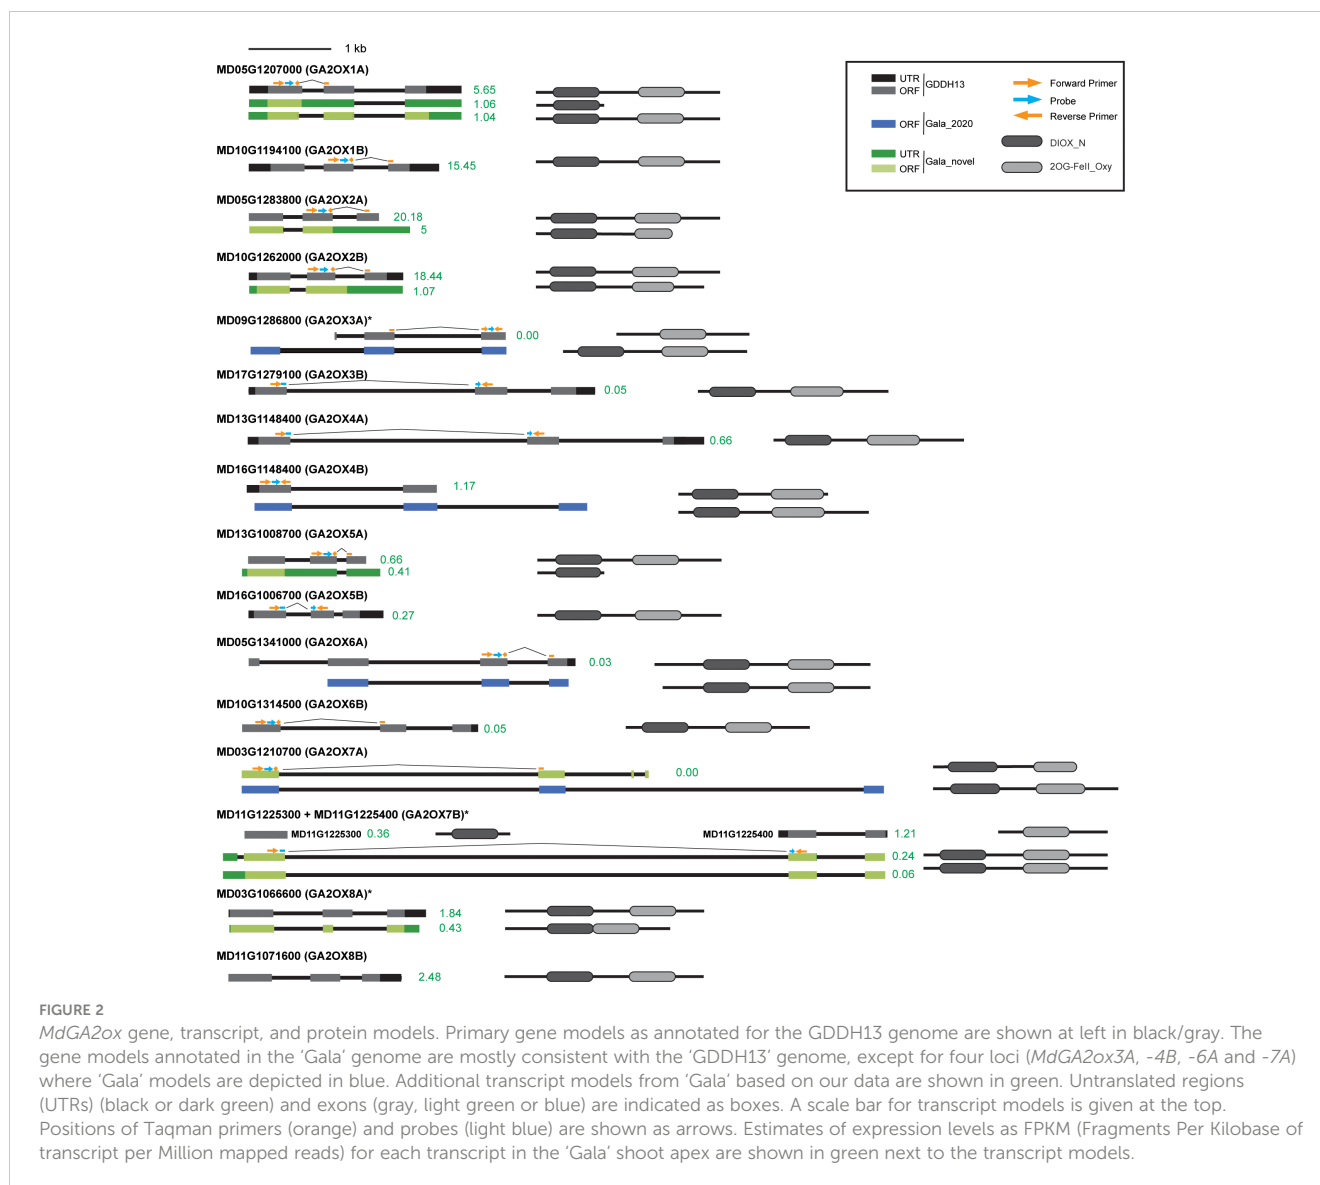 1 kb
MD05G1207000 (GA2OX1A)
5.65
1.06
1.04
MD10G1194100 (GA2OX1B)
15.45
MD05G1283800 (GA2OX2A)
20.18
5
MD10G1262000 (GA2OX2B)
18.44
1.07
MD09G1286800 (GA2OX3A)*
0.00
MD17G1279100 (GA2OX3B)
0.05
MD13G1148400 (GA2OX4A)
0.66
MD16G1148400 (GA2OX4B)
1.17
MD13G1008700 (GA2OX5A)
0.66
0.41
MD16G1006700 (GA2OX5B)
0.27
MD05G1341000 (GA2OX6A)
0.03
MD10G1314500 (GA2OX6B)
0.05
MD03G1210700 (GA2OX7A)
0.00
MD11G1225300 + MD11G1225400 (GA2OX7B)*
MD11G1225300 0.36 MD11G1225400 1.21
0.24
0.06
MD03G1066600 (GA2OX8A)*
1.84
0.43
MD11G1071600 (GA2OX8B)
2.48
UTR
ORF
GDDH13
ORF Gala_2020
UTR
ORF
Gala_novel
Forward Primer
Probe
Reverse Primer
DIOX_N
2OG-FeII_Oxy
FIGURE 2
MdGA2ox gene, transcript, and protein models. Primary gene models as annotated for the GDDH13 genome are shown at left in black/gray. The
gene models annotated in the ‘Gala’ genome are mostly consistent with the ‘GDDH13’ genome, except for four loci (MdGA2ox3A, -4B, -6A and -7A)
where ‘Gala’ models are depicted in blue. Additional transcript models from ‘Gala’ based on our data are shown in green. Untranslated regions
(UTRs) (black or dark green) and exons (gray, light green or blue) are indicated as boxes. A scale bar for transcript models is given at the top.
Positions of Taqman primers (orange) and probes (light blue) are shown as arrows. Estimates of expression levels as FPKM (Fragments Per Kilobase of
transcript per Million mapped reads) for each transcript in the ‘Gala’ shoot apex are shown in green next to the transcript models.